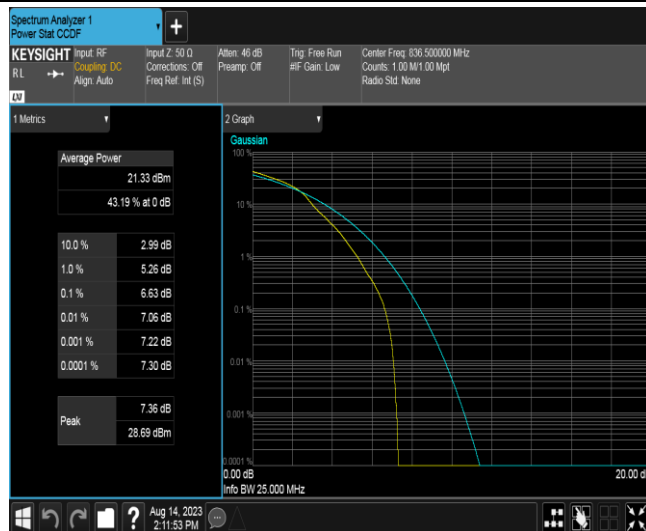 Spectrum Analyzer 1
Power Stat CCDF
KEYSIGHT
RL
Input: RF
Coupling: DC
Align: Auto
Input Z: 50 Ω
Corrections: Off
Freq Ref: Int (S)
Atten: 46 dB
Preamp: Off
Trig: Free Run
#IF Gain: Low
Center Freq: 836.500000 MHz
Counts: 1.00 M/1.00 Mpt
Radio Std: None
1 Metrics
Average Power
21.33 dBm
43.19 % at 0 dB
10.0 % 2.99 dB
1.0 % 5.26 dB
0.1 % 6.63 dB
0.01 % 7.06 dB
0.001 % 7.22 dB
0.0001 % 7.30 dB
Peak
7.36 dB
28.69 dBm
2 Graph
Gaussian
100 %
10 %
1 %
0.1 %
0.01 %
0.001 %
0.0001 %
0.00 dB
20.00 d
Info BW 25.000 MHz
?
Aug 14, 2023
2:11:53 PM